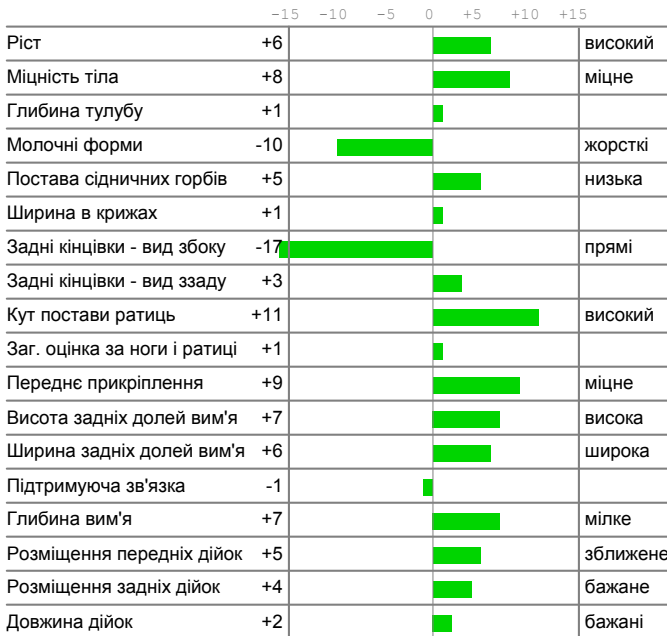 -15 -10 -5 0 +5 +10 +15
Ріст +6 високий
Міцність тіла +8 міцне
Глибина тулубу +1
Молочні форми -10 жорсткі
Постава сідничних горбів +5 низька
Ширина в крижах +1
Задні кінцівки - вид збоку -17 прямі
Задні кінцівки - вид ззаду +3
Кут постави ратиць +11 високий
Заг. оцінка за ноги і ратиці +1
Переднє прикріплення +9 міцне
Висота задніх долей вим'я +7 висока
Ширина задніх долей вим'я +6 широка
Підтримуюча зв'язка -1
Глибина вим'я +7 мілке
Розміщення передніх дійок +5 зближене
Розміщення задніх дійок +4 бажане
Довжина дійок +2 бажані